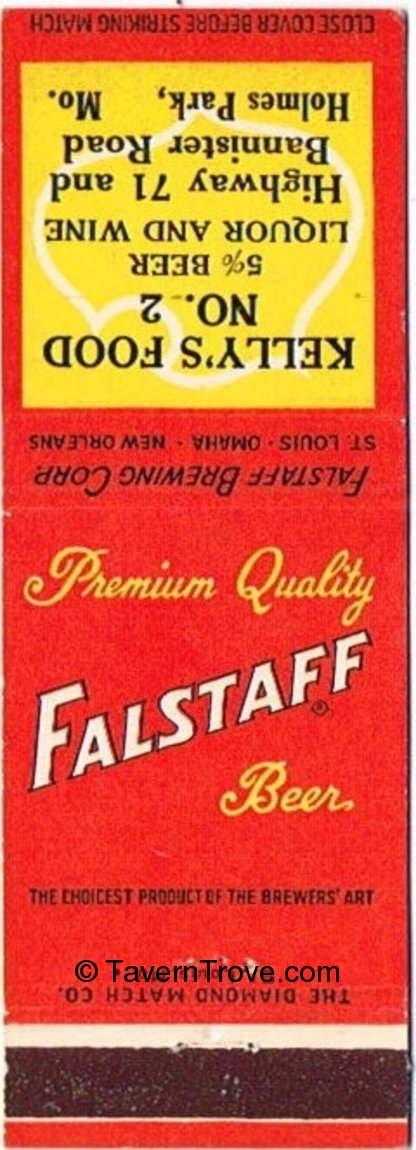 CLOSE COVER BEFORE STRIKING MATCH
KELLY'S FOOD
NO. 2
5% BEER
LIQUOR AND WINE
Highway 71 and
Bannister Road
Holmes Park, Mo.
FALSTAFF BREWING CORP.
ST. LOUIS · OMAHA · NEW ORLEANS
Premium Quality
FALSTAFF
®
Beer
THE CHOICEST PRODUCT OF THE BREWERS' ART
© TavernTrove.com
THE DIAMOND MATCH CO.